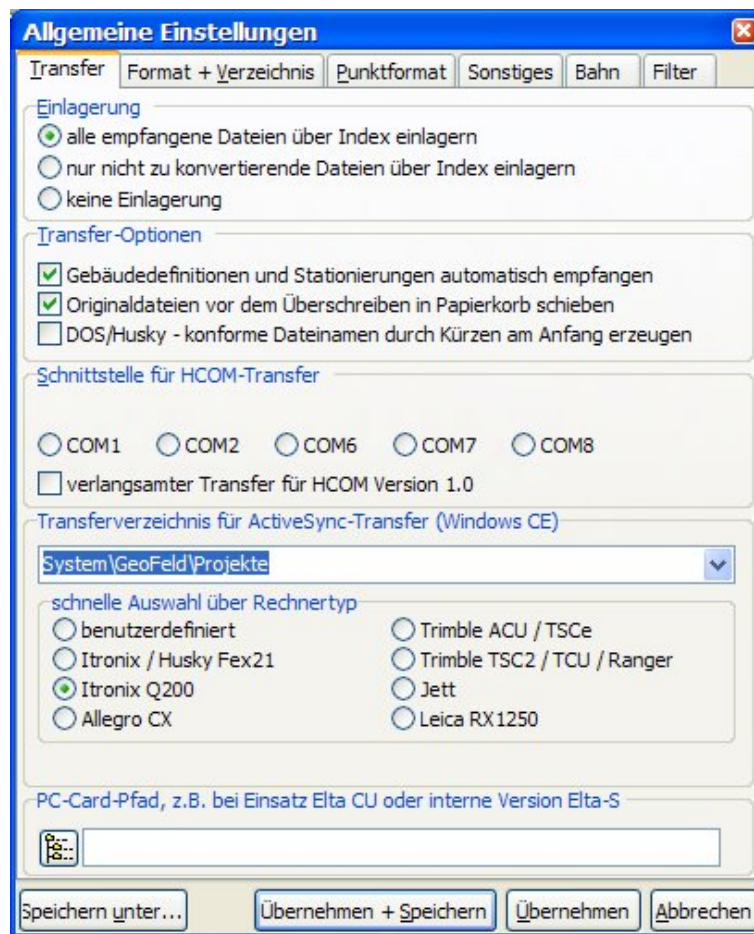 Allgemeine Einstellungen
Transfer Format + Verzeichnis Punktformat Sonstiges Bahn Filter
Einlagerung
alle empfangene Dateien über Index einlagern
nur nicht zu konvertierende Dateien über Index einlagern
keine Einlagerung
Transfer-Optionen
Gebäudedefinitionen und Stationierungen automatisch empfangen
Originaldateien vor dem Überschreiben in Papierkorb schieben
DOS/Husky - konforme Dateinamen durch Kürzen am Anfang erzeugen
Schnittstelle für HCOM-Transfer
COM1 COM2 COM6 COM7 COM8
verlangsamter Transfer für HCOM Version 1.0
Transferverzeichnis für ActiveSync-Transfer (Windows CE)
System\GeoFeld\Projekte
schnelle Auswahl über Rechnertyp
benutzerdefiniert Trimble ACU / TSCe
Itronix / Husky Fex21 Trimble TSC2 / TCU / Ranger
Itronix Q200 Jett
Allegro CX Leica RX1250
PC-Card-Pfad, z.B. bei Einsatz Elta CU oder interne Version Elta-S
Speichern unter... Übernehmen + Speichern Übernehmen Abbrechen